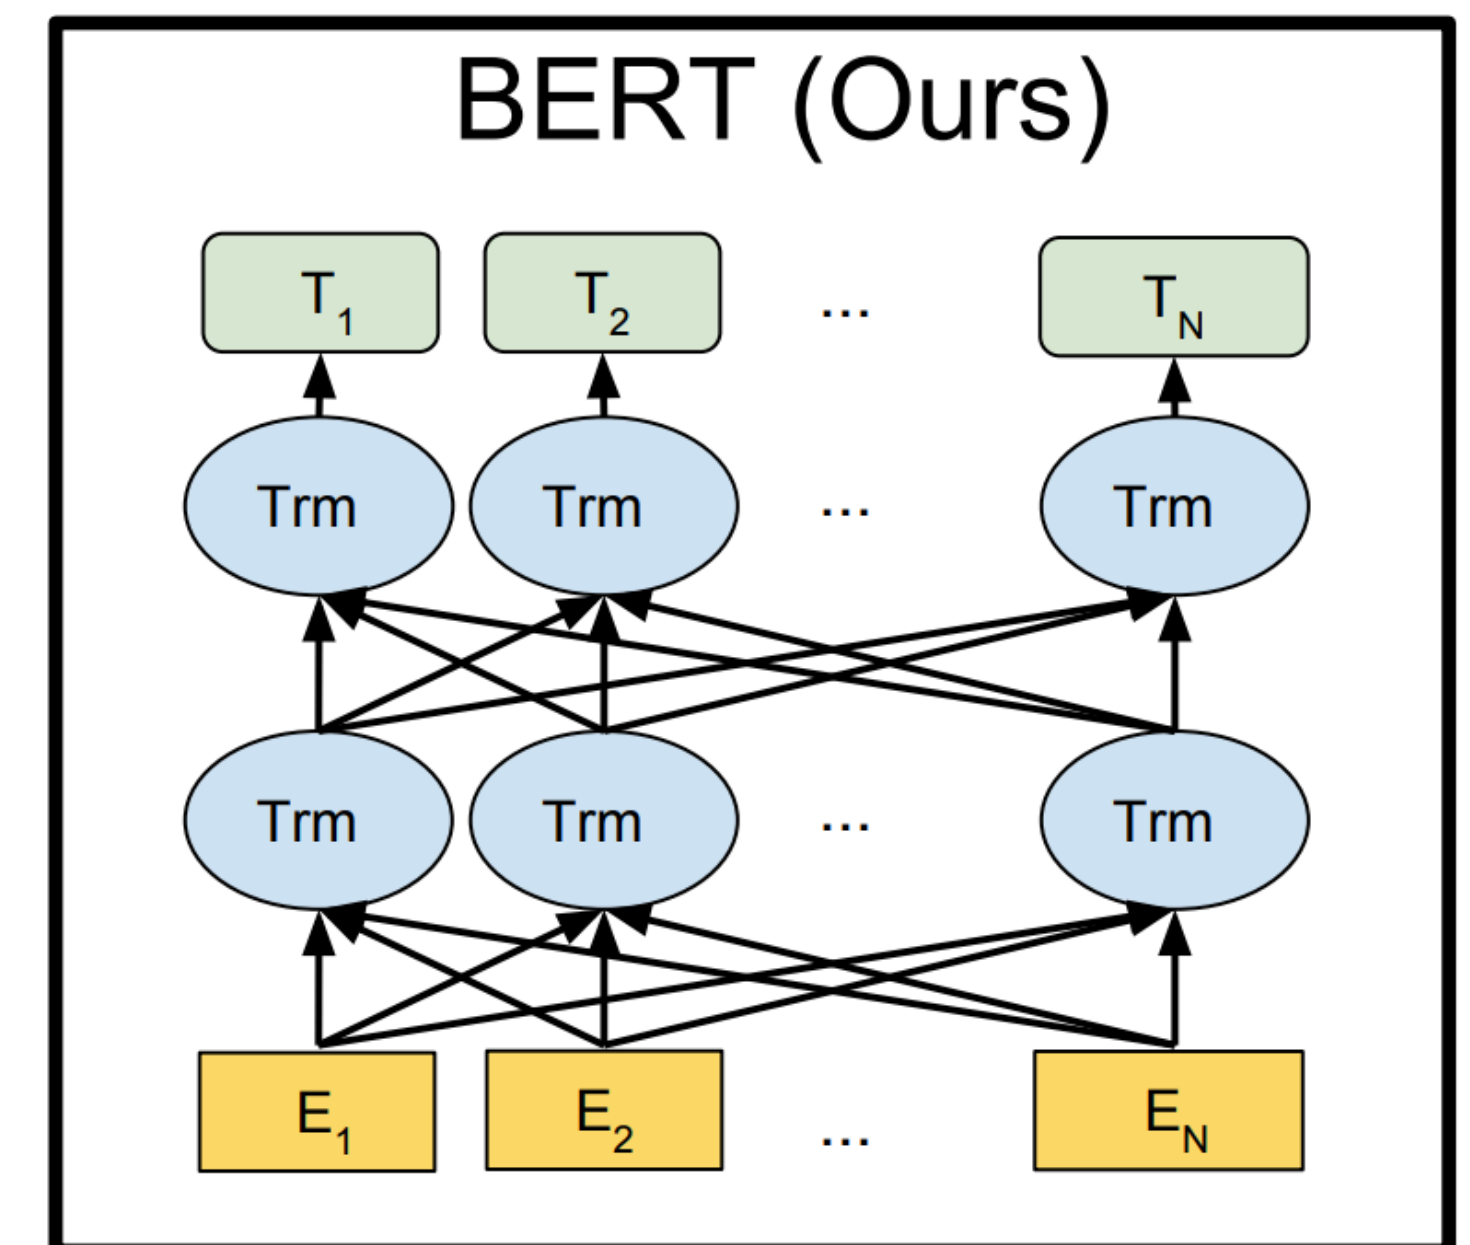 BERT (Ours)
T1 T2 ... TN
Trm Trm ... Trm
Trm Trm ... Trm
E1 E2 ... EN